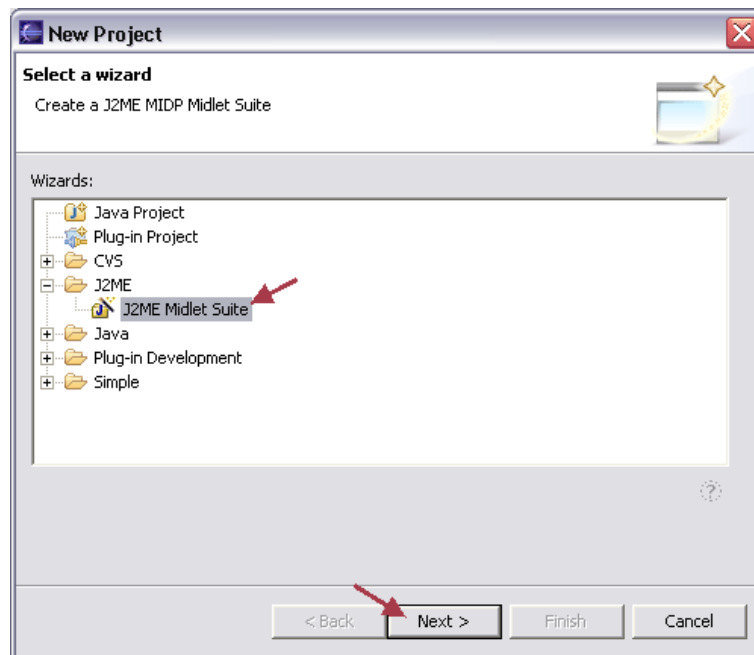 New Project
Select a wizard
Create a J2ME MIDP Midlet Suite
Wizards:
Java Project
Plug-in Project
CVS
J2ME
J2ME Midlet Suite
Java
Plug-in Development
Simple
?
< Back Next > Finish Cancel